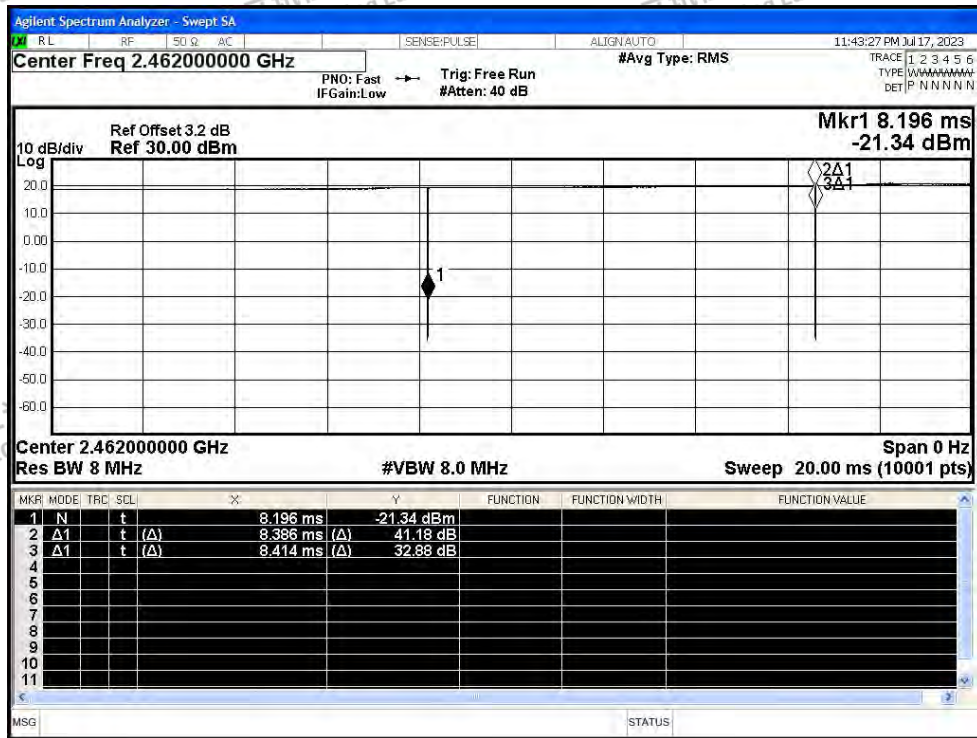 Agilent Spectrum Analyzer - Swept SA
LXI RL RF 50 Ω AC SENSE:PULSE ALIGNAUTO 11:43:27 PM Jul 17, 2023
Center Freq 2.462000000 GHz
PNO: Fast
IFGain:Low
Trig: Free Run
#Atten: 40 dB
#Avg Type: RMS
TRACE 1 2 3 4 5 6
TYPE
DET P N N N N N
Mkr1 8.196 ms
-21.34 dBm
Ref Offset 3.2 dB
10 dB/div Ref 30.00 dBm
Log
20.0
10.0
0.00
-10.0
-20.0
-30.0
-40.0
-50.0
-60.0
2Δ1
3Δ1
1
Center 2.462000000 GHz Span 0 Hz
Res BW 8 MHz #VBW 8.0 MHz Sweep 20.00 ms (10001 pts)
MKR MODE TRC SCL X Y FUNCTION FUNCTION WIDTH FUNCTION VALUE
1 N t 8.196 ms -21.34 dBm
2 Δ1 t (Δ) 8.386 ms (Δ) 41.18 dB
3 Δ1 t (Δ) 8.414 ms (Δ) 32.88 dB
4
5
6
7
8
9
10
11
MSG STATUS